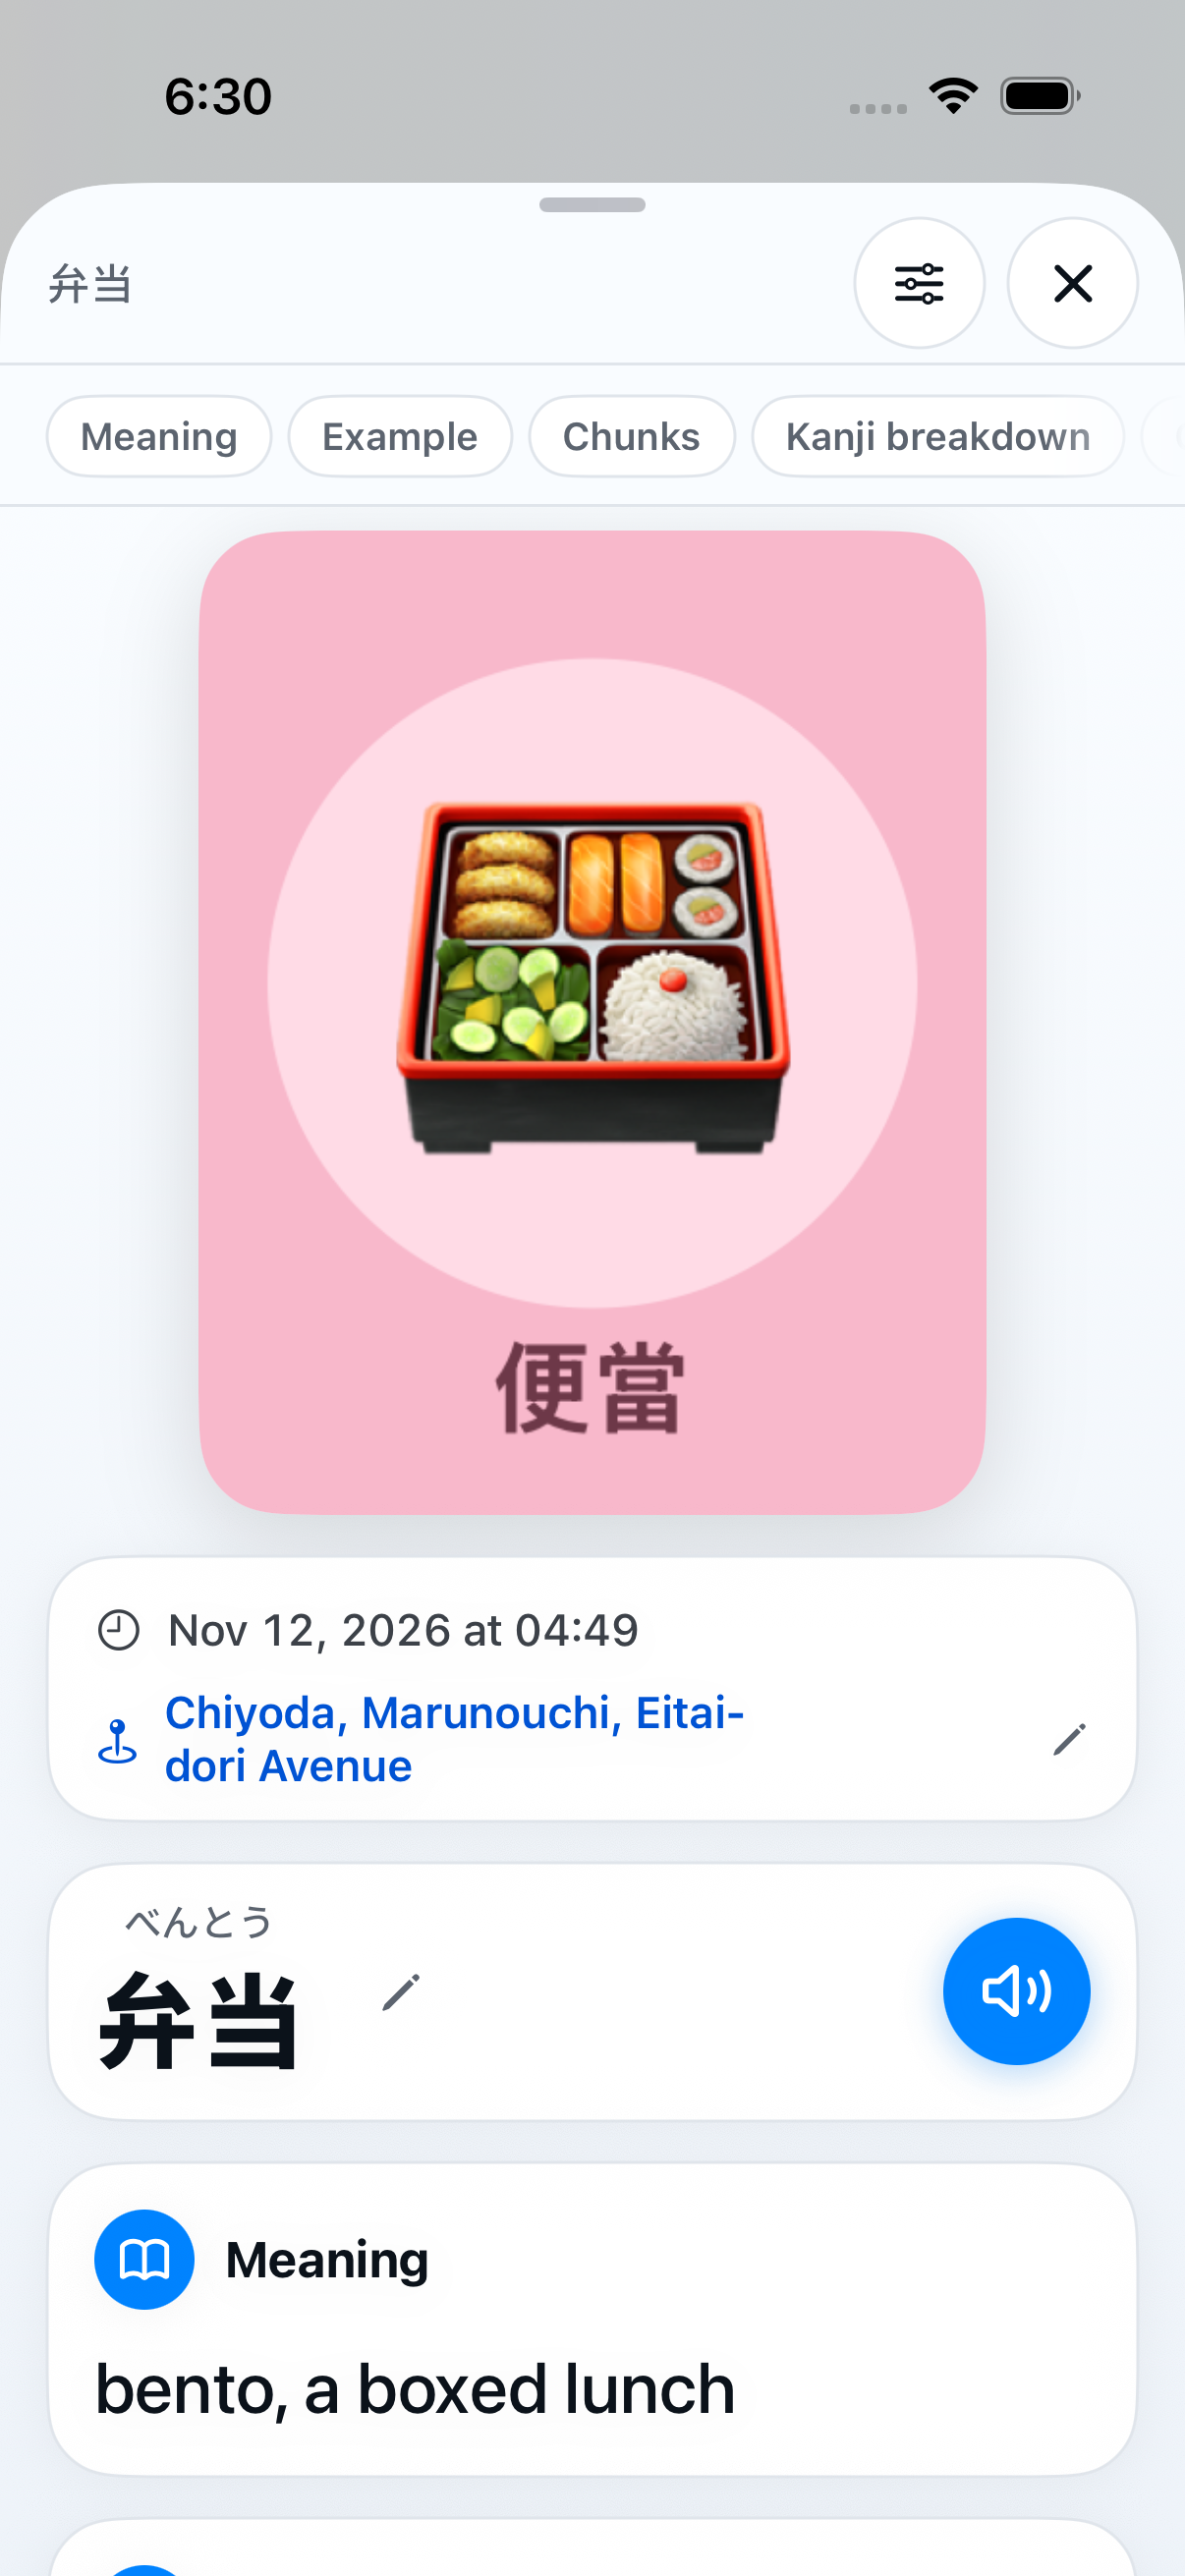 6:30
弁当
Meaning
Example
Chunks
Kanji breakdown
便當
Nov 12, 2026 at 04:49
Chiyoda, Marunouchi, Eitai-
dori Avenue
べんとう
弁当
Meaning
bento, a boxed lunch